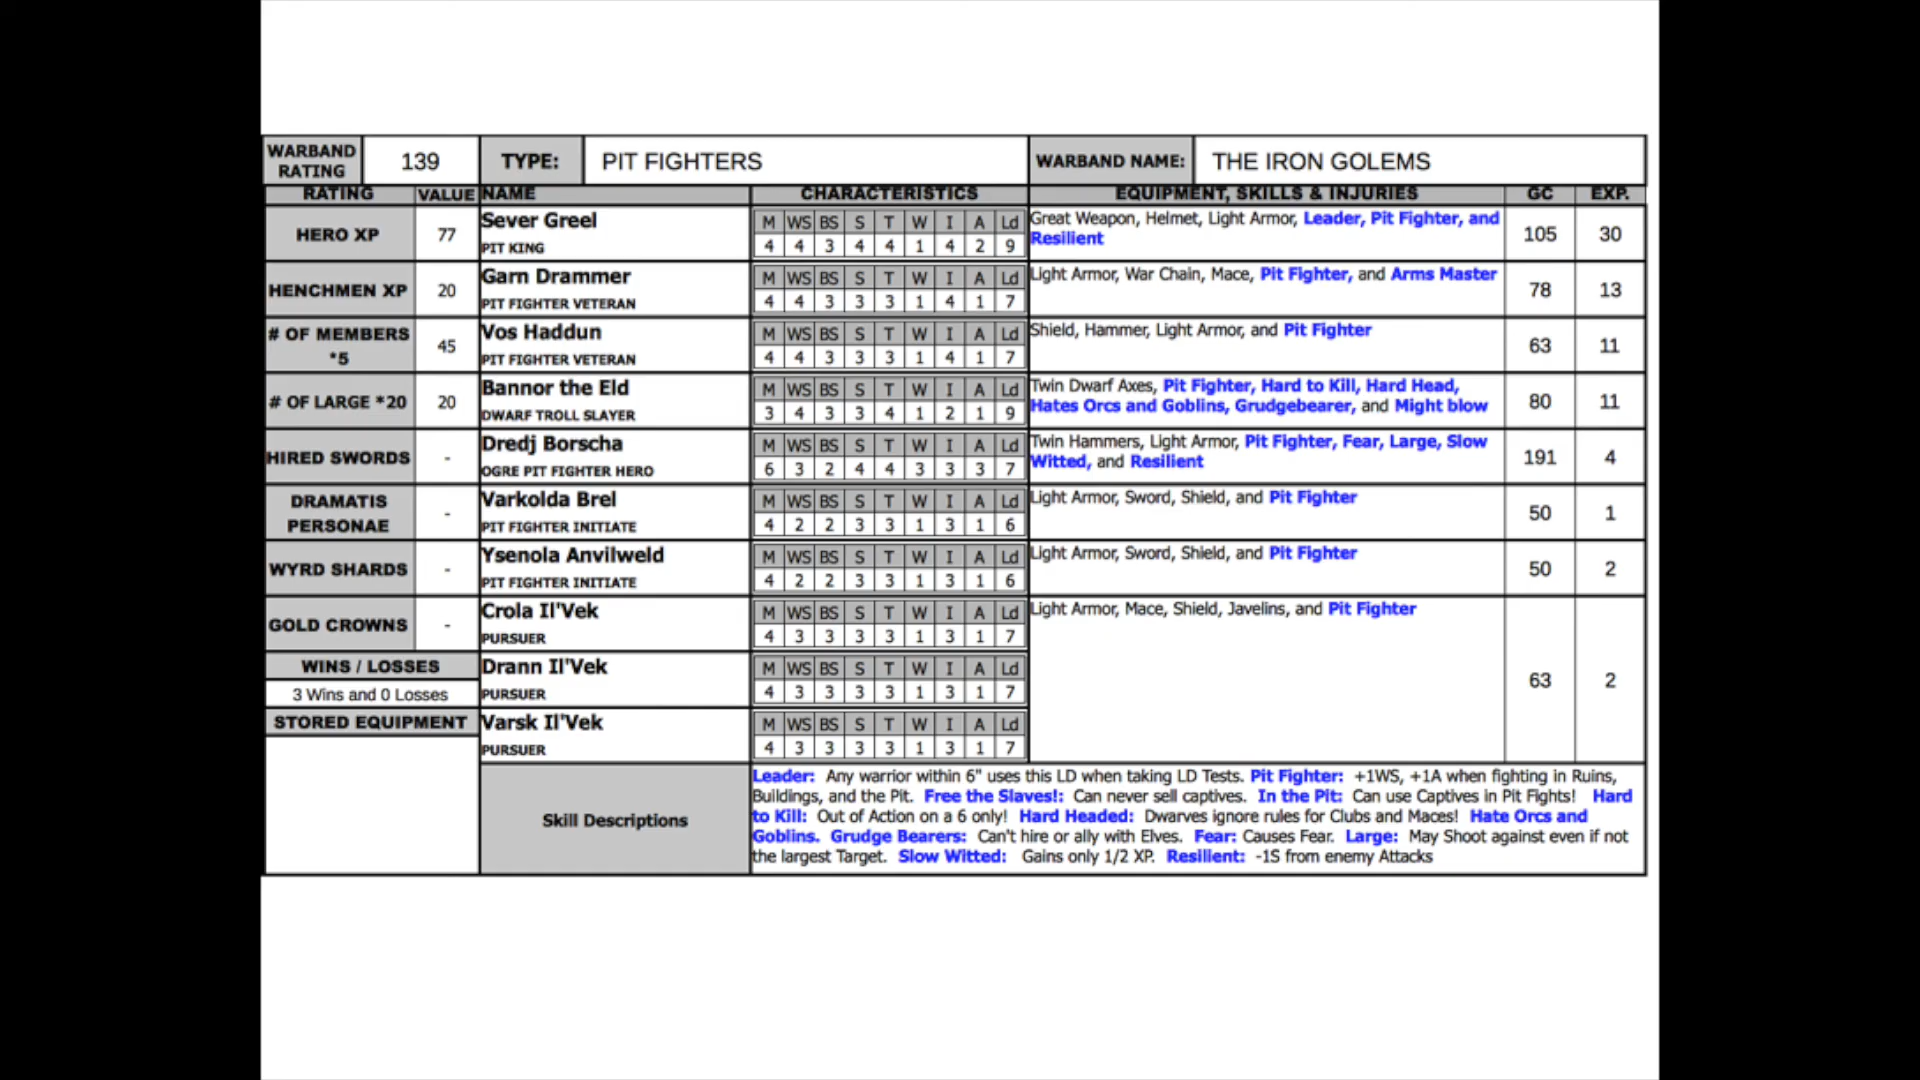 WARBAND RATING 139 TYPE: PIT FIGHTERS WARBAND NAME: THE IRON GOLEMS
RATING VALUE NAME CHARACTERISTICS EQUIPMENT, SKILLS & INJURIES GC EXP.
HERO XP 77
Sever Greel
PIT KING
M WS BS S T W I A Ld
4 4 3 4 4 1 4 2 9
Great Weapon, Helmet, Light Armor, Leader, Pit Fighter, and
Resilient
105 30
HENCHMEN XP 20
Garn Drammer
PIT FIGHTER VETERAN
M WS BS S T W I A Ld
4 4 3 3 3 1 4 1 7
Light Armor, War Chain, Mace, Pit Fighter, and Arms Master
78 13
# OF MEMBERS
*5
45
Vos Haddun
PIT FIGHTER VETERAN
M WS BS S T W I A Ld
4 4 3 3 3 1 4 1 7
Shield, Hammer, Light Armor, and Pit Fighter
63 11
# OF LARGE *20 20
Bannor the Eld
DWARF TROLL SLAYER
M WS BS S T W I A Ld
3 4 3 3 4 1 2 1 9
Twin Dwarf Axes, Pit Fighter, Hard to Kill, Hard Head,
Hates Orcs and Goblins, Grudgebearer, and Might blow
80 11
HIRED SWORDS -
Dredj Borscha
OGRE PIT FIGHTER HERO
M WS BS S T W I A Ld
6 3 2 4 4 3 3 3 7
Twin Hammers, Light Armor, Pit Fighter, Fear, Large, Slow
Witted, and Resilient
191 4
DRAMATIS
PERSONAE
-
Varkolda Brel
PIT FIGHTER INITIATE
M WS BS S T W I A Ld
4 2 2 3 3 1 3 1 6
Light Armor, Sword, Shield, and Pit Fighter
50 1
WYRD SHARDS -
Ysenola Anvilweld
PIT FIGHTER INITIATE
M WS BS S T W I A Ld
4 2 2 3 3 1 3 1 6
Light Armor, Sword, Shield, and Pit Fighter
50 2
GOLD CROWNS -
Crola Il'Vek
PURSUER
M WS BS S T W I A Ld
4 3 3 3 3 1 3 1 7
Light Armor, Mace, Shield, Javelins, and Pit Fighter
63 2
WINS / LOSSES
3 Wins and 0 Losses
Drann Il'Vek
PURSUER
M WS BS S T W I A Ld
4 3 3 3 3 1 3 1 7
STORED EQUIPMENT
Varsk Il'Vek
PURSUER
M WS BS S T W I A Ld
4 3 3 3 3 1 3 1 7
Skill Descriptions
Leader: Any warrior within 6" uses this LD when taking LD Tests. Pit Fighter: +1WS, +1A when fighting in Ruins,
Buildings, and the Pit. Free the Slaves!: Can never sell captives. In the Pit: Can use Captives in Pit Fights! Hard
to Kill: Out of Action on a 6 only! Hard Headed: Dwarves ignore rules for Clubs and Maces! Hate Orcs and
Goblins. Grudge Bearers: Can't hire or ally with Elves. Fear: Causes Fear. Large: May Shoot against even if not
the largest Target. Slow Witted: Gains only 1/2 XP. Resilient: -1S from enemy Attacks